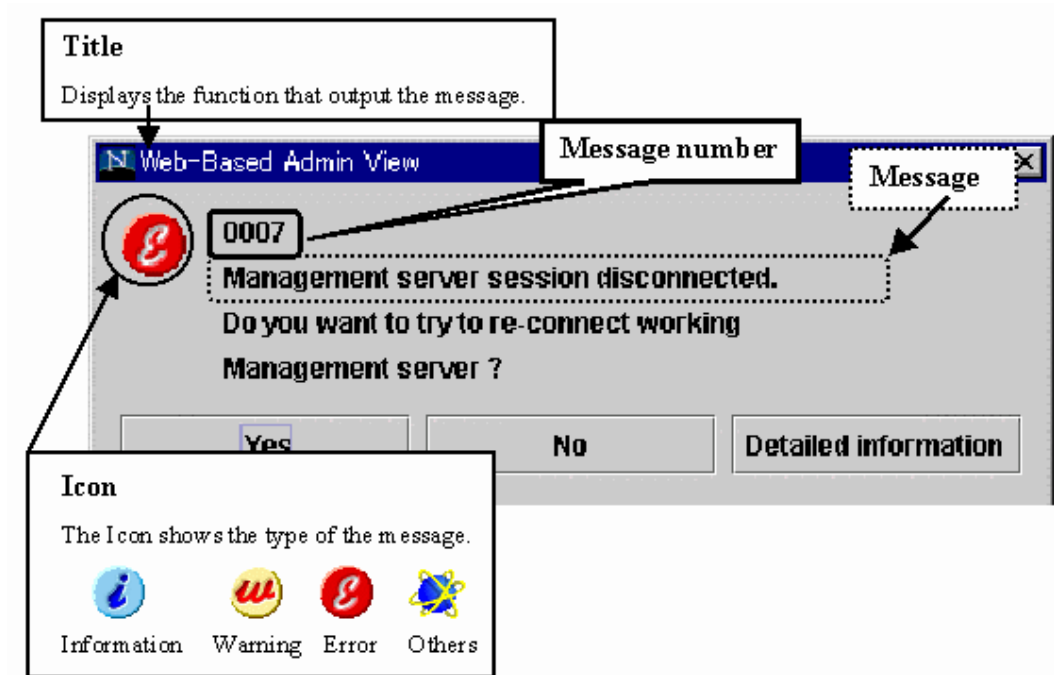 Title
Displays the function that output the message.
Web-Based Admin View
Message number
Message
0007
Management server session disconnected.
Do you want to try to re-connect working
Management server ?
Yes
No
Detailed information
Icon
The Icon shows the type of the message.
Information
Warning
Error
Others